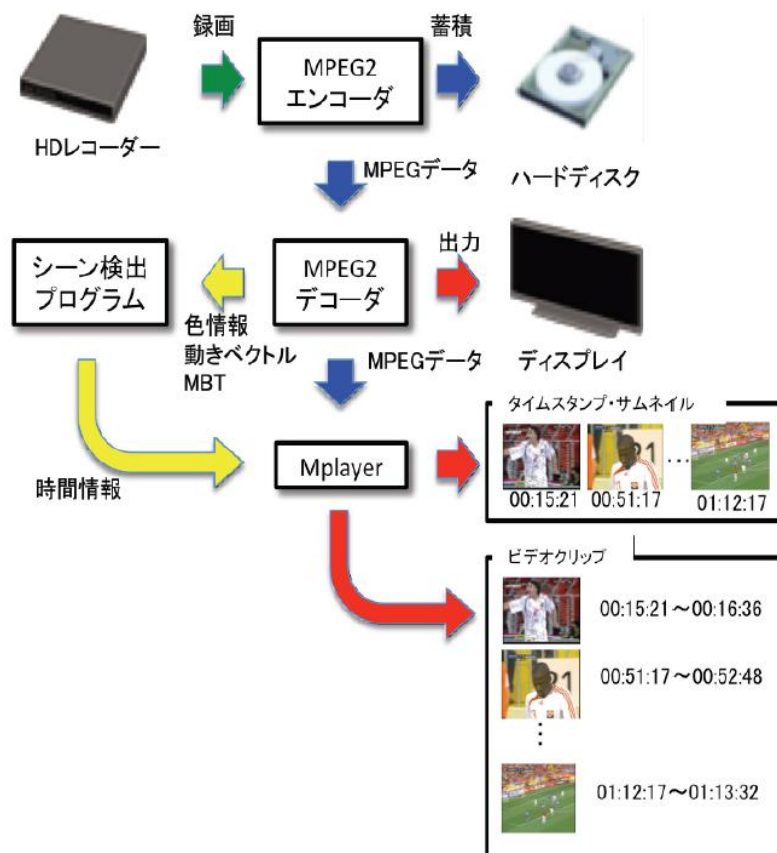 録画
蓄積
MPEG2
エンコーダ
HDレコーダー
MPEGデータ
ハードディスク
シーン検出
プログラム
MPEG2
デコーダ
出力
色情報
動きベクトル
MBT
MPEGデータ
ディスプレイ
タイムスタンプ・サムネイル
Mplayer
…
00:15:21
00:51:17
01:12:17
時間情報
ビデオクリップ
00:15:21～00:16:36
00:51:17～00:52:48
⋮
01:12:17～01:13:32